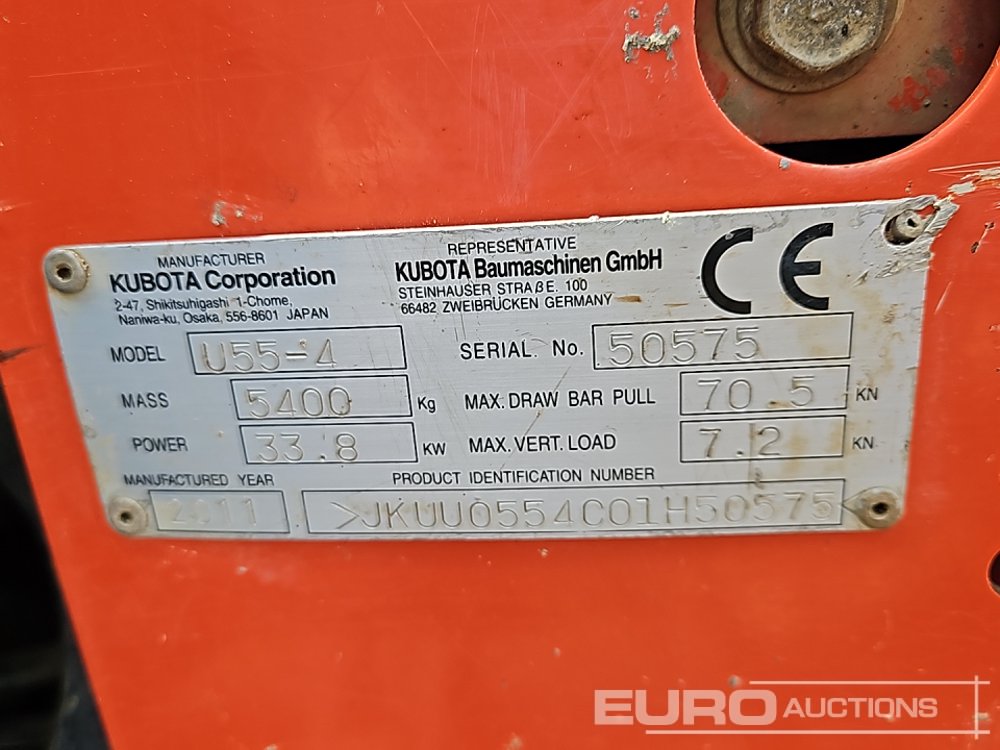 MANUFACTURER
KUBOTA Corporation
2-47, Shikitsuhigashi 1-Chome,
Naniwa-ku, Osaka, 556-8601 JAPAN
REPRESENTATIVE
KUBOTA Baumaschinen GmbH
STEINHAUSER STRAßE. 100
66482 ZWEIBRÜCKEN GERMANY
CE
MODEL U55-4 SERIAL. No. 50575
MASS 5400 Kg MAX. DRAW BAR PULL 70.5 KN
POWER 33.8 KW MAX. VERT. LOAD 7.2 KN
MANUFACTURED YEAR PRODUCT IDENTIFICATION NUMBER
2011 >JKUU0554C01H50575<
EURO AUCTIONS